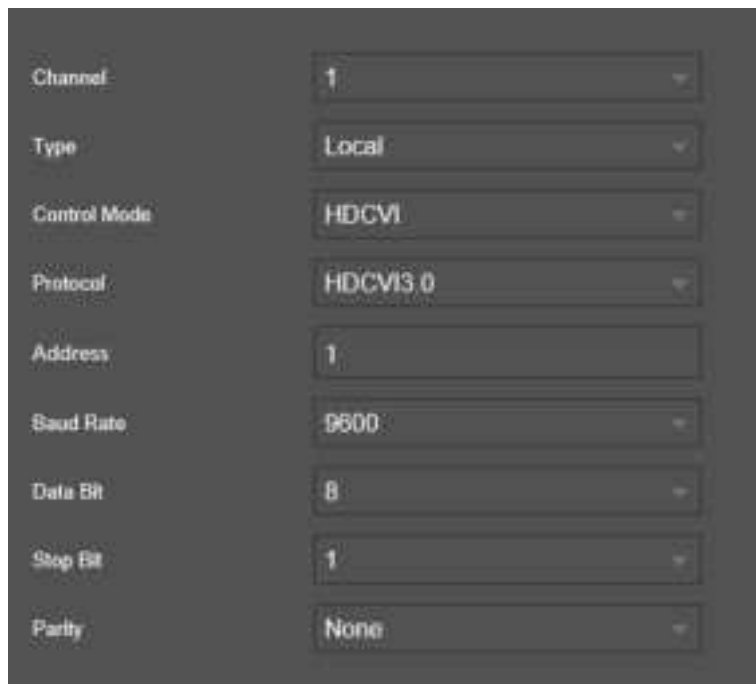 Channel 1
Type Local
Control Mode HDCVI
Protocol HDCVI3.0
Address 1
Baud Rate 9600
Data Bit 8
Stop Bit 1
Parity None